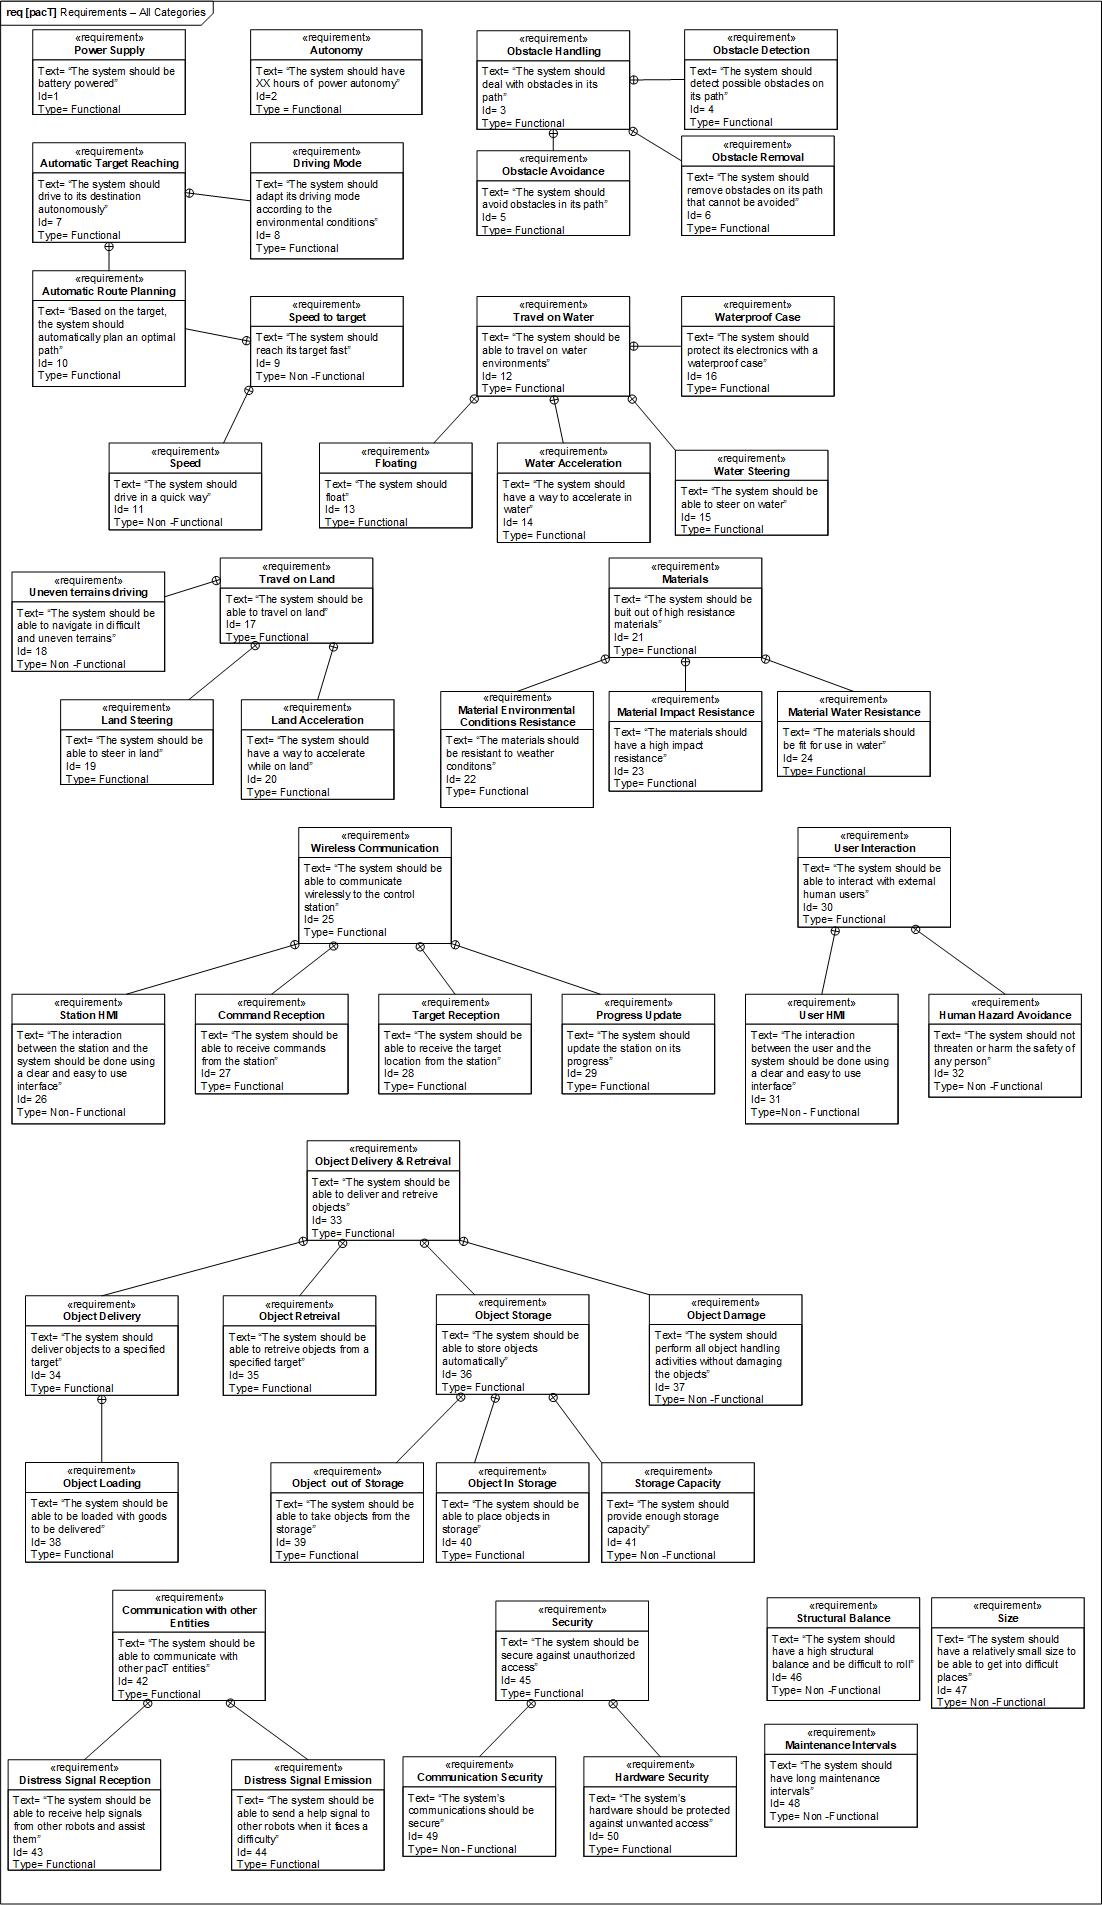 req [pacT] Requirements – All Categories
«requirement»
Power Supply
Text= “The system should be
battery powered”
Id=1
Type= Functional
«requirement»
Autonomy
Text= “The system should have
XX hours of power autonomy”
Id=2
Type = Functional
«requirement»
Obstacle Handling
Text= “The system should
deal with obstacles in its
path”
Id= 3
Type= Functional
«requirement»
Obstacle Detection
Text= “The system should
detect possible obstacles on
its path”
Id= 4
Type= Functional
«requirement»
Automatic Target Reaching
Text= “The system should
drive to its destination
autonomously”
Id= 7
Type= Functional
«requirement»
Driving Mode
Text= “The system should
adapt its driving mode
according to the
environmental conditions”
Id= 8
Type= Functional
«requirement»
Obstacle Avoidance
Text= “The system should
avoid obstacles in its path”
Id= 5
Type= Functional
«requirement»
Obstacle Removal
Text= “The system should
remove obstacles on its path
that cannot be avoided”
Id= 6
Type= Functional
«requirement»
Automatic Route Planning
Text= “Based on the target,
the system should
automatically plan an optimal
path”
Id= 10
Type= Functional
«requirement»
Speed to target
Text= “The system should
reach its target fast”
Id= 9
Type= Non -Functional
«requirement»
Travel on Water
Text= “The system should be
able to travel on water
environments”
Id= 12
Type= Functional
«requirement»
Waterproof Case
Text= “The system should
protect its electronics with a
waterproof case”
Id= 16
Type= Functional
«requirement»
Speed
Text= “The system should
drive in a quick way”
Id= 11
Type= Non -Functional
«requirement»
Floating
Text= “The system should
float”
Id= 13
Type= Functional
«requirement»
Water Acceleration
Text= “The system should
have a way to accelerate in
water”
Id= 14
Type= Functional
«requirement»
Water Steering
Text= “The system should be
able to steer on water”
Id= 15
Type= Functional
«requirement»
Uneven terrains driving
Text= “The system should be
able to navigate in difficult
and uneven terrains”
Id= 18
Type= Non -Functional
«requirement»
Travel on Land
Text= “The system should be
able to travel on land”
Id= 17
Type= Functional
«requirement»
Materials
Text= “The system should be
buit out of high resistance
materials”
Id= 21
Type= Functional
«requirement»
Land Steering
Text= “The system should be
able to steer in land”
Id= 19
Type= Functional
«requirement»
Land Acceleration
Text= “The system should
have a way to accelerate
while on land”
Id= 20
Type= Functional
«requirement»
Material Environmental
Conditions Resistance
Text= “The materials should
be resistant to weather
conditons”
Id= 22
Type= Functional
«requirement»
Material Impact Resistance
Text= “The materials should
have a high impact
resistance”
Id= 23
Type= Functional
«requirement»
Material Water Resistance
Text= “The materials should
be fit for use in water”
Id= 24
Type= Functional
«requirement»
Wireless Communication
Text= “The system should be
able to communicate
wirelessly to the control
station”
Id= 25
Type= Functional
«requirement»
User Interaction
Text= “The system should be
able to interact with external
human users”
Id= 30
Type= Functional
«requirement»
Station HMI
Text= “The interaction
between the station and the
system should be done using
a clear and easy to use
interface”
Id= 26
Type= Non- Functional
«requirement»
Command Reception
Text= “The system should be
able to receive commands
from the station”
Id= 27
Type= Functional
«requirement»
Target Reception
Text= “The system should be
able to receive the target
location from the station”
Id= 28
Type= Functional
«requirement»
Progress Update
Text= “The system should
update the station on its
progress”
Id= 29
Type= Functional
«requirement»
User HMI
Text= “The interaction
between the user and the
system should be done using
a clear and easy to use
interface”
Id= 31
Type=Non - Functional
«requirement»
Human Hazard Avoidance
Text= “The system should not
threaten or harm the safety of
any person”
Id= 32
Type= Non -Functional
«requirement»
Object Delivery & Retreival
Text= “The system should be
able to deliver and retreive
objects”
Id= 33
Type= Functional
«requirement»
Object Delivery
Text= “The system should
deliver objects to a specified
target”
Id= 34
Type= Functional
«requirement»
Object Retreival
Text= “The system should be
able to retreive objects from a
specified target”
Id= 35
Type= Functional
«requirement»
Object Storage
Text= “The system should be
able to store objects
automatically”
Id= 36
Type= Functional
«requirement»
Object Damage
Text= “The system should
perform all object handling
activities without damaging
the objects”
Id= 37
Type= Non -Functional
«requirement»
Object Loading
Text= “The system should be
able to be loaded with goods
to be delivered”
Id= 38
Type= Functional
«requirement»
Object out of Storage
Text= “The system should be
able to take objects from the
storage”
Id= 39
Type= Functional
«requirement»
Object In Storage
Text= “The system should be
able to place objects in
storage”
Id= 40
Type= Functional
«requirement»
Storage Capacity
Text= “The system should
provide enough storage
capacity”
Id= 41
Type= Non -Functional
«requirement»
Communication with other
Entities
Text= “The system should be
able to communicate with
other pacT entities”
Id= 42
Type= Functional
«requirement»
Security
Text= “The system should be
secure against unauthorized
access”
Id= 45
Type= Functional
«requirement»
Structural Balance
Text= “The system should
have a high structural
balance and be difficult to roll”
Id= 46
Type= Non -Functional
«requirement»
Size
Text= “The system should
have a relatively small size to
be able to get into difficult
places”
Id= 47
Type= Non -Functional
«requirement»
Maintenance Intervals
Text= “The system should
have long maintenance
intervals”
Id= 48
Type= Non -Functional
«requirement»
Distress Signal Reception
Text= “The system should be
able to receive help signals
from other robots and assist
them”
Id= 43
Type= Functional
«requirement»
Distress Signal Emission
Text= “The system should be
able to send a help signal to
other robots when it faces a
difficulty”
Id= 44
Type= Functional
«requirement»
Communication Security
Text= “The system’s
communications should be
secure”
Id= 49
Type= Non- Functional
«requirement»
Hardware Security
Text= “The system’s
hardware should be protected
against unwanted access”
Id= 50
Type= Functional